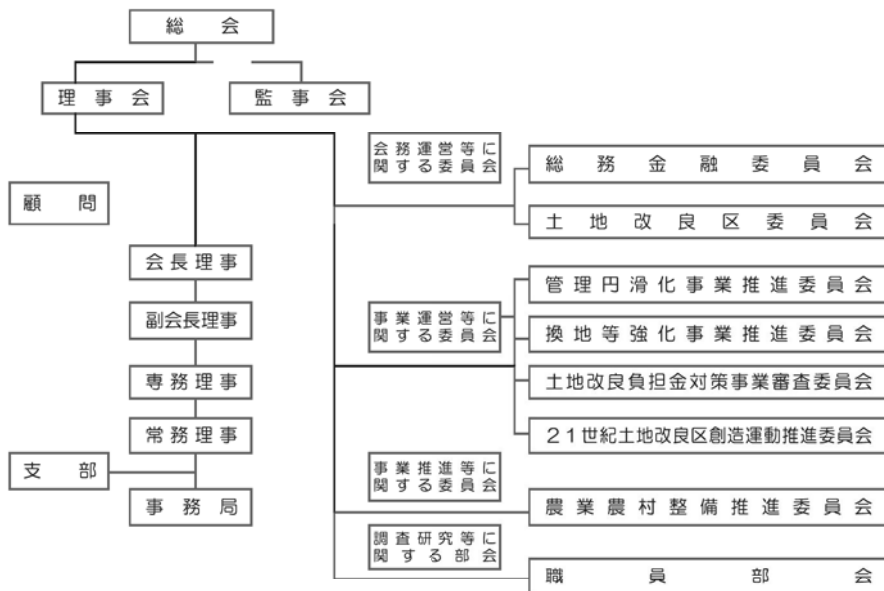 総会
理事会
監事会
会務運営等に
関する委員会
総務金融委員会
土地改良区委員会
顧問
会長理事
副会長理事
専務理事
常務理事
支部
事務局
事業運営等に
関する委員会
管理円滑化事業推進委員会
換地等強化事業推進委員会
土地改良負担金対策事業審査委員会
21世紀土地改良区創造運動推進委員会
事業推進等に
関する委員会
農業農村整備推進委員会
調査研究等に
関する部会
職員部会